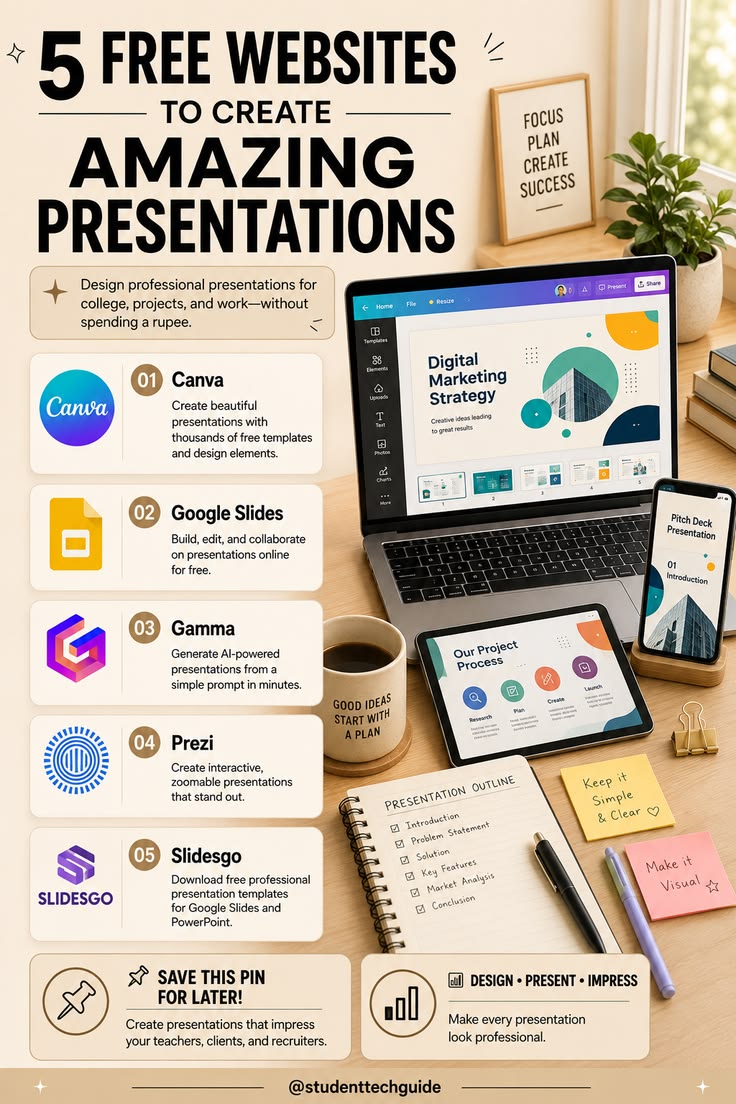 5 FREE WEBSITES
TO CREATE
AMAZING
PRESENTATIONS
Design professional presentations for
college, projects, and work—without
spending a rupee.
Canva
01 Canva
Create beautiful
presentations with
thousands of free templates
and design elements.
02 Google Slides
Build, edit, and collaborate
on presentations online
for free.
03 Gamma
Generate AI-powered
presentations from a
simple prompt in minutes.
04 Prezi
Create interactive,
zoomable presentations
that stand out.
SLIDESGO
05 Slidesgo
Download free professional
presentation templates
for Google Slides and
PowerPoint.
FOCUS
PLAN
CREATE
SUCCESS
Home File Resize Present Share
Templates
Elements
Uploads
Text
Photos
Charts
More
Digital
Marketing
Strategy
Creative ideas leading
to great results
1 2 3 4 5
Pitch Deck
Presentation
01
Introduction
Our Project
Process
Research Plan Create Launch
GOOD IDEAS
START WITH
A PLAN
PRESENTATION OUTLINE
Introduction
Problem Statement
Solution
Key Features
Market Analysis
Conclusion
Keep it
Simple
& Clear
Make it
Visual
SAVE THIS PIN
FOR LATER!
Create presentations that impress
your teachers, clients, and recruiters.
DESIGN • PRESENT • IMPRESS
Make every presentation
look professional.
@studenttechguide